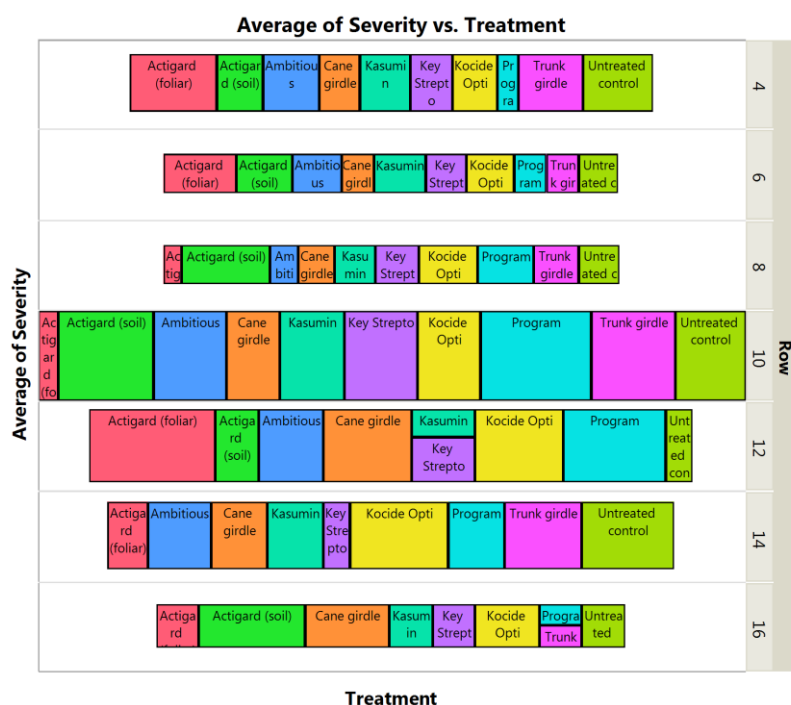 Average of Severity vs. Treatment
Actigard (foliar) Actigar d (soil) Ambitiou s Cane girdle Kasumi n Key Strept o Kocide Opti Pr og ra Trunk girdle Untreated control 4
Actigard (foliar) Actigard (soil) Ambitio us Cane girdl Kasumin Key Strept Kocide Opti Prog ram Trun k gir Untre ated c 6
Ac tig Actigard (soil) Am biti Cane girdle Kasu min Key Strept Kocide Opti Program Trunk girdle Untre ated c 8
Ac tig ar d (fo Actigard (soil) Ambitious Cane girdle Kasumin Key Strepto Kocide Opti Program Trunk girdle Untreated control 10
Actigard (foliar) Actigar d (soil) Ambitious Cane girdle Kasumin Key Strepto Kocide Opti Program Unt reat ed con 12
Actiga rd (foliar) Ambitious Cane girdle Kasumin Key Stre pto Kocide Opti Program Trunk girdle Untreated control 14
Actiga rd Actigard (soil) Cane girdle Kasum in Key Strept Kocide Opti Progra Trunk Untrea ted 16
Average of Severity
Row
Treatment